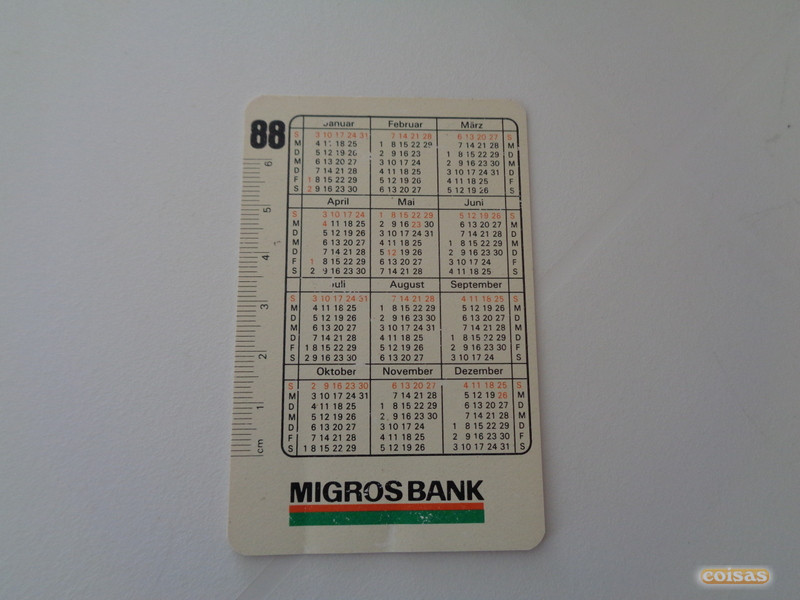 88
Januar Februar März
S 3 10 17 24 31 7 14 21 28 6 13 20 27 S
M 4 11 18 25 1 8 15 22 29 7 14 21 28 M
D 5 12 19 26 2 9 16 23 1 8 15 22 29 D
M 6 13 20 27 3 10 17 24 2 9 16 23 30 M
D 7 14 21 28 4 11 18 25 3 10 17 24 31 D
F 1 8 15 22 29 5 12 19 26 4 11 18 25 F
S 2 9 16 23 30 6 13 20 27 5 12 19 26 S
April Mai Juni
S 3 10 17 24 1 8 15 22 29 5 12 19 26 S
M 4 11 18 25 2 9 16 23 30 6 13 20 27 M
D 5 12 19 26 3 10 17 24 31 7 14 21 28 D
M 6 13 20 27 4 11 18 25 1 8 15 22 29 M
D 7 14 21 28 5 12 19 26 2 9 16 23 30 D
F 1 8 15 22 29 6 13 20 27 3 10 17 24 F
S 2 9 16 23 30 7 14 21 28 4 11 18 25 S
Juli August September
S 3 10 17 24 31 7 14 21 28 4 11 18 25 S
M 4 11 18 25 1 8 15 22 29 5 12 19 26 M
D 5 12 19 26 2 9 16 23 30 6 13 20 27 D
M 6 13 20 27 3 10 17 24 31 7 14 21 28 M
D 7 14 21 28 4 11 18 25 1 8 15 22 29 D
F 1 8 15 22 29 5 12 19 26 2 9 16 23 30 F
S 2 9 16 23 30 6 13 20 27 3 10 17 24 S
Oktober November Dezember
S 2 9 16 23 30 6 13 20 27 4 11 18 25 S
M 3 10 17 24 31 7 14 21 28 5 12 19 26 M
D 4 11 18 25 1 8 15 22 29 6 13 20 27 D
M 5 12 19 26 2 9 16 23 30 7 14 21 28 M
D 6 13 20 27 3 10 17 24 1 8 15 22 29 D
F 7 14 21 28 4 11 18 25 2 9 16 23 30 F
S 1 8 15 22 29 5 12 19 26 3 10 17 24 31 S
6
5
4
3
2
1
cm
MIGROS BANK
coisas